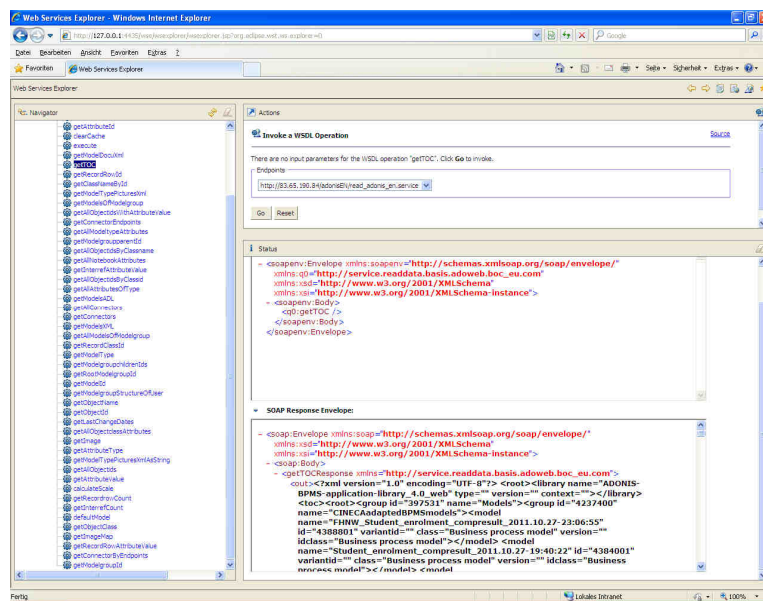 Web Services Explorer - Windows Internet Explorer
http://127.0.0.1:4435/wse/wsexplorer/wsexplorer.jsp?org.eclipse.wst.ws.explorer=0
Google
Datei Bearbeiten Ansicht Favoriten Extras ?
Favoriten Web Services Explorer
Seite Sicherheit Extras
Web Services Explorer
Navigator
getAttributeId
clearCache
execute
getModelDocuXml
getTOC
getRecordRowId
getClassNameById
getModelTypePicturesXml
getModelsOfModelgroup
getAllObjectIdsWithAttributeValue
getConnectorEndpoints
getAllModeltypeAttributes
getModelgroupparentId
getAllObjectIdsByClassname
getAllNotebookAttributes
getInterrefAttributeValue
getAllObjectIdsByClassid
getAllAttributesOfType
getModelsADL
getAllConnectors
getConnectors
getModelsXML
getAllModelsOfModelgroup
getRecordClassId
getModelType
getModelgroupchildrenIds
getRootModelgroupId
getModelId
getModelgroupStructureOfUser
getObjectName
getObjectId
getLastChangeDates
getAllObjectclassAttributes
getImage
getAttributeType
getModelTypePicturesXmlAsString
getAllObjectIds
getAttributeValue
calculateScale
getRecordrowCount
getInterrefCount
defaultModel
getObjectClass
getImageMap
getRecordRowAttributeValue
getConnectorByEndpoints
getModelgroupId
Actions
Invoke a WSDL Operation Source
There are no input parameters for the WSDL operation "getTOC". Click Go to invoke.
Endpoints
http://83.65.190.84/adonisEN/read_adonis_en.service
Go Reset
Status
- <soapenv:Envelope xmlns:soapenv="http://schemas.xmlsoap.org/soap/envelope/"
xmlns:q0="http://service.readdata.basis.adoweb.boc_eu.com"
xmlns:xsd="http://www.w3.org/2001/XMLSchema"
xmlns:xsi="http://www.w3.org/2001/XMLSchema-instance">
- <soapenv:Body>
<q0:getTOC />
</soapenv:Body>
</soapenv:Envelope>
SOAP Response Envelope:
- <soap:Envelope xmlns:soap="http://schemas.xmlsoap.org/soap/envelope/"
xmlns:xsd="http://www.w3.org/2001/XMLSchema"
xmlns:xsi="http://www.w3.org/2001/XMLSchema-instance">
- <soap:Body>
- <getTOCResponse xmlns="http://service.readdata.basis.adoweb.boc_eu.com">
<out><?xml version="1.0" encoding="UTF-8"?> <root><library name="ADONIS-
BPMS-application-library_4.0_web" type="" version="" context=""></library>
<toc><root><group id="397531" name="Models"><group id="4237400"
name="CINECAadaptedBPMSmodels"><model
name="FHNW_Student_enrolment_compresult_2011.10.27-23:06:55"
id="4388801" variantid="" class="Business process model" version=""
idclass="Business process model"></model> <model
name="Student_enrolment_compresult_2011.10.27-19:40:22" id="4384001"
variantid="" class="Business process model" version="" idclass="Business
process model"></model> <model
Fertig
Lokales Intranet
100%